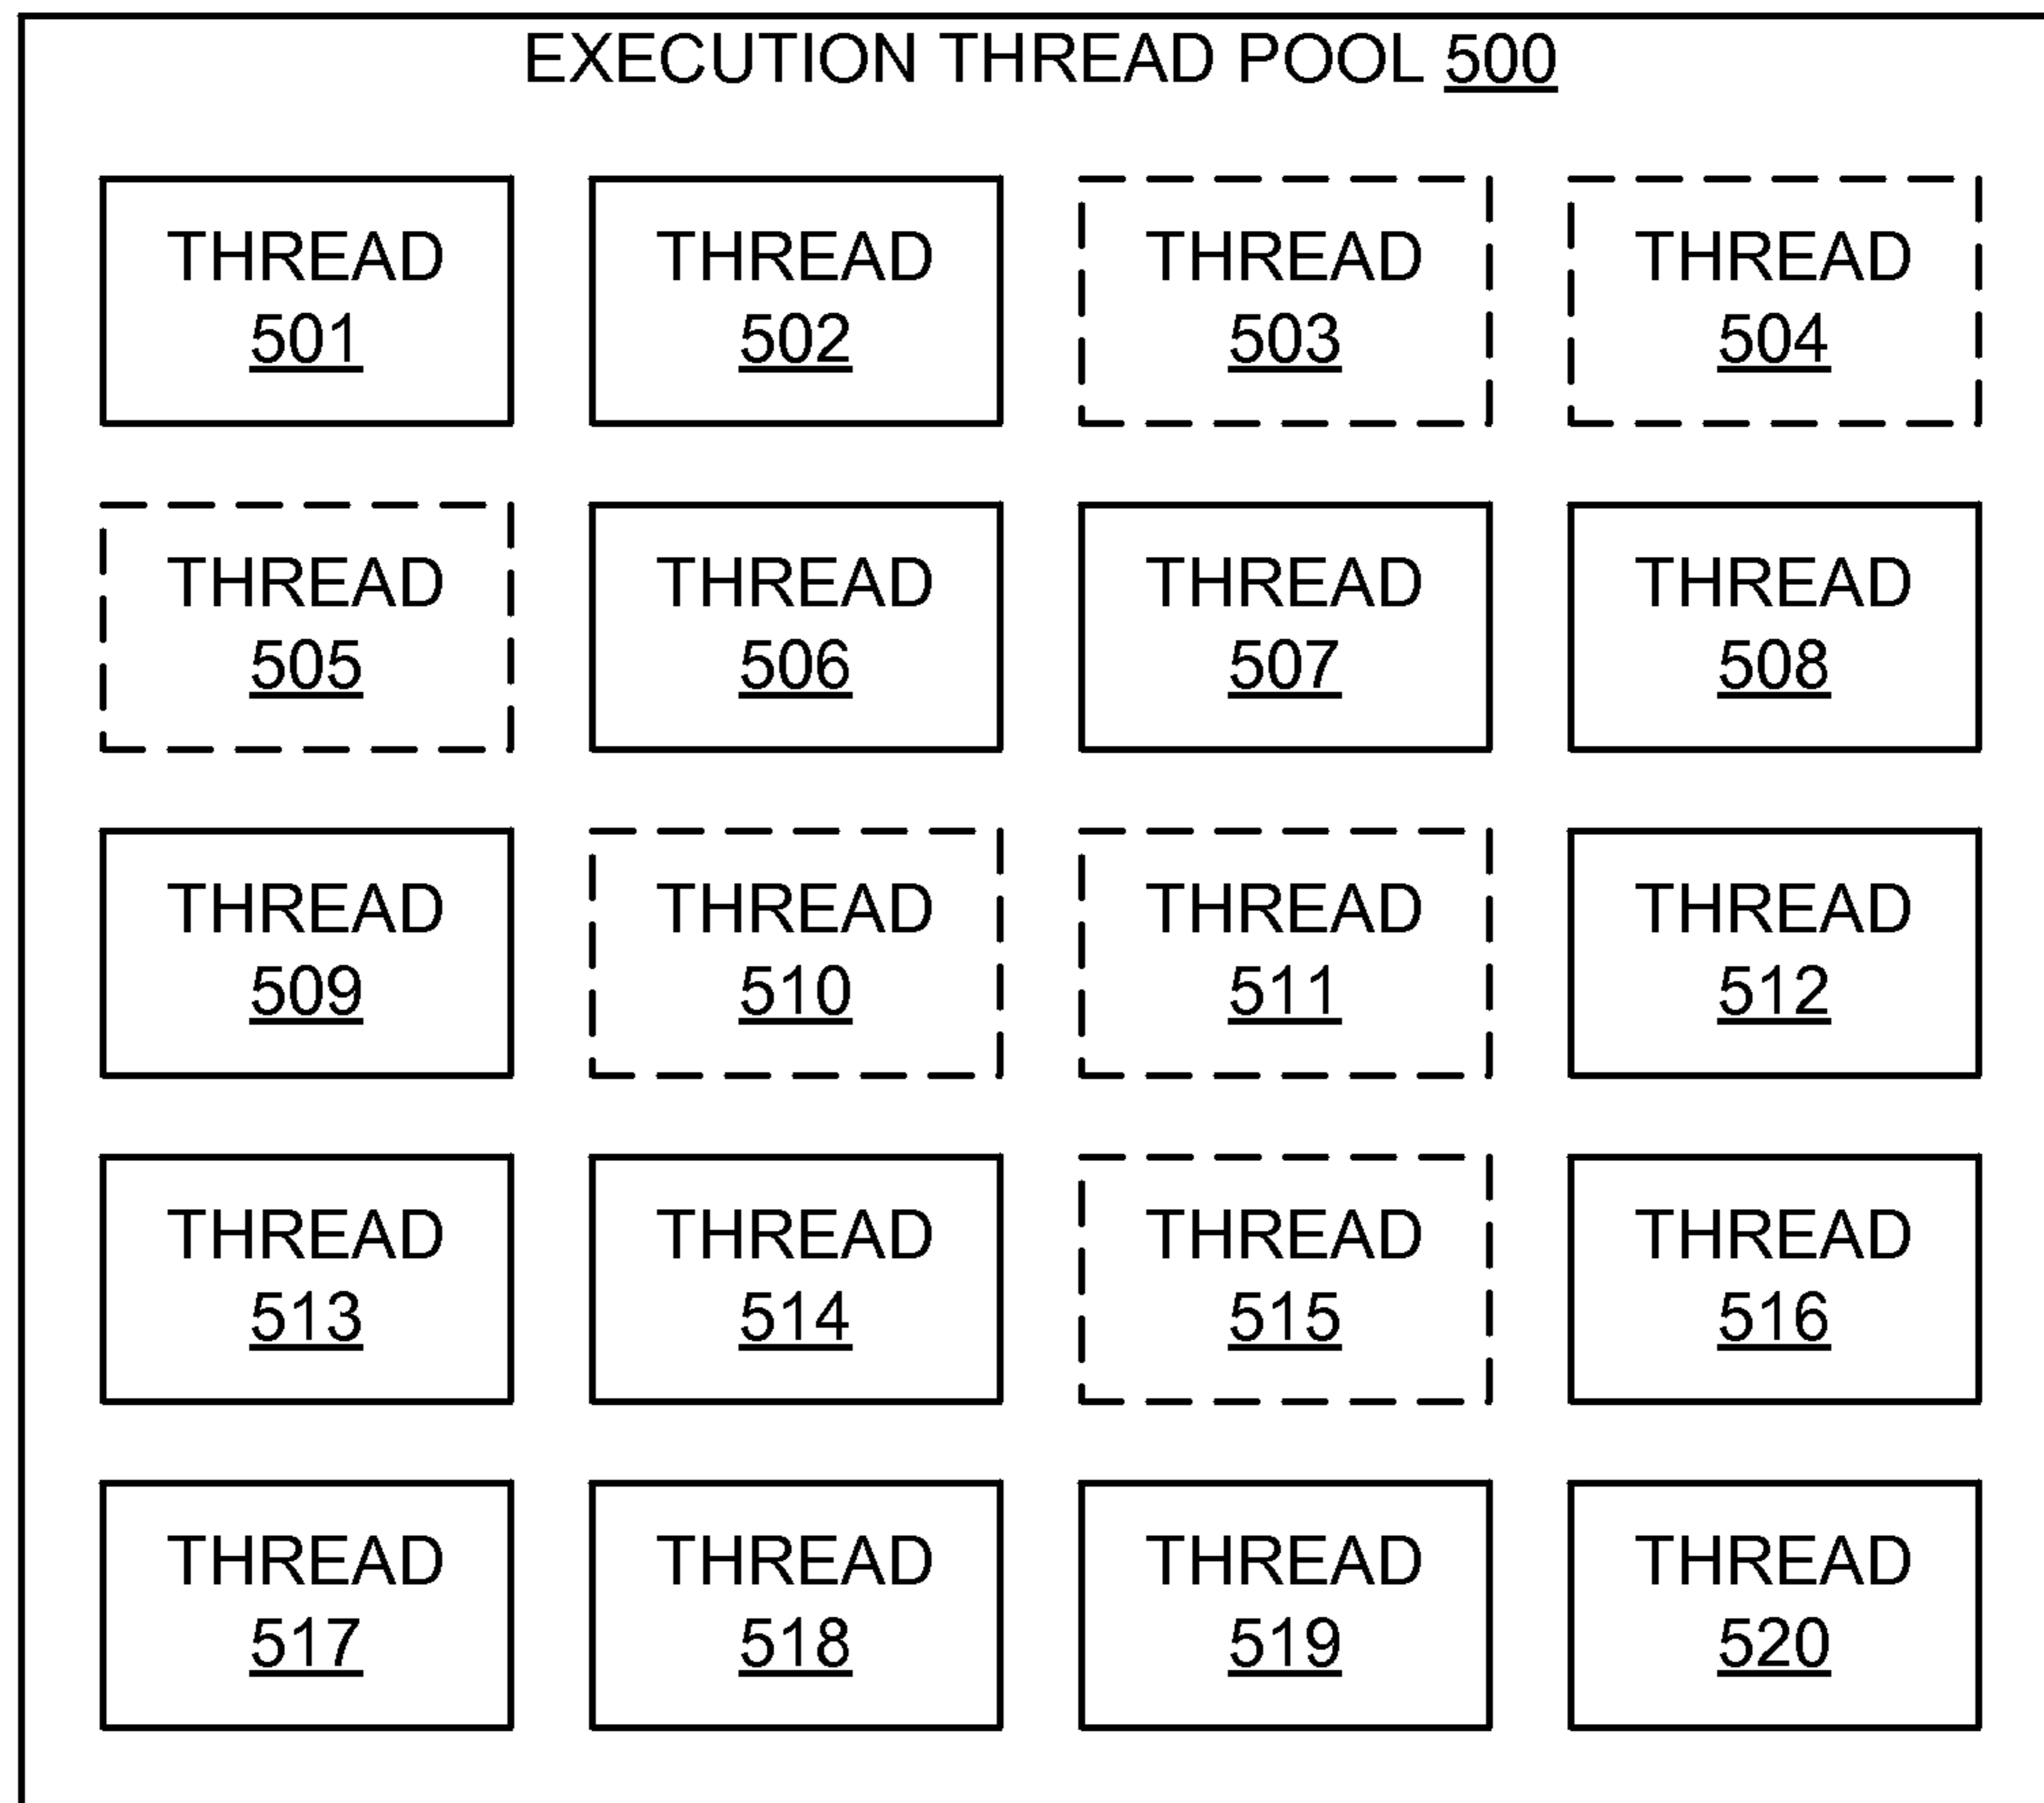 EXECUTION THREAD POOL 500
THREAD
501
THREAD
502
THREAD
503
THREAD
504
THREAD
505
THREAD
506
THREAD
507
THREAD
508
THREAD
509
THREAD
510
THREAD
511
THREAD
512
THREAD
513
THREAD
514
THREAD
515
THREAD
516
THREAD
517
THREAD
518
THREAD
519
THREAD
520